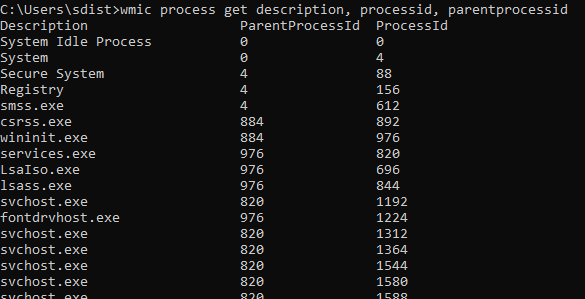 C:\Users\sdist>wmic process get description, processid, parentprocessid
Description ParentProcessId ProcessId
System Idle Process 0 0
System 0 4
Secure System 4 88
Registry 4 156
smss.exe 4 612
csrss.exe 884 892
wininit.exe 884 976
services.exe 976 820
LsaIso.exe 976 696
lsass.exe 976 844
svchost.exe 820 1192
fontdrvhost.exe 976 1224
svchost.exe 820 1312
svchost.exe 820 1364
svchost.exe 820 1544
svchost.exe 820 1580
svchost.exe 820 1588